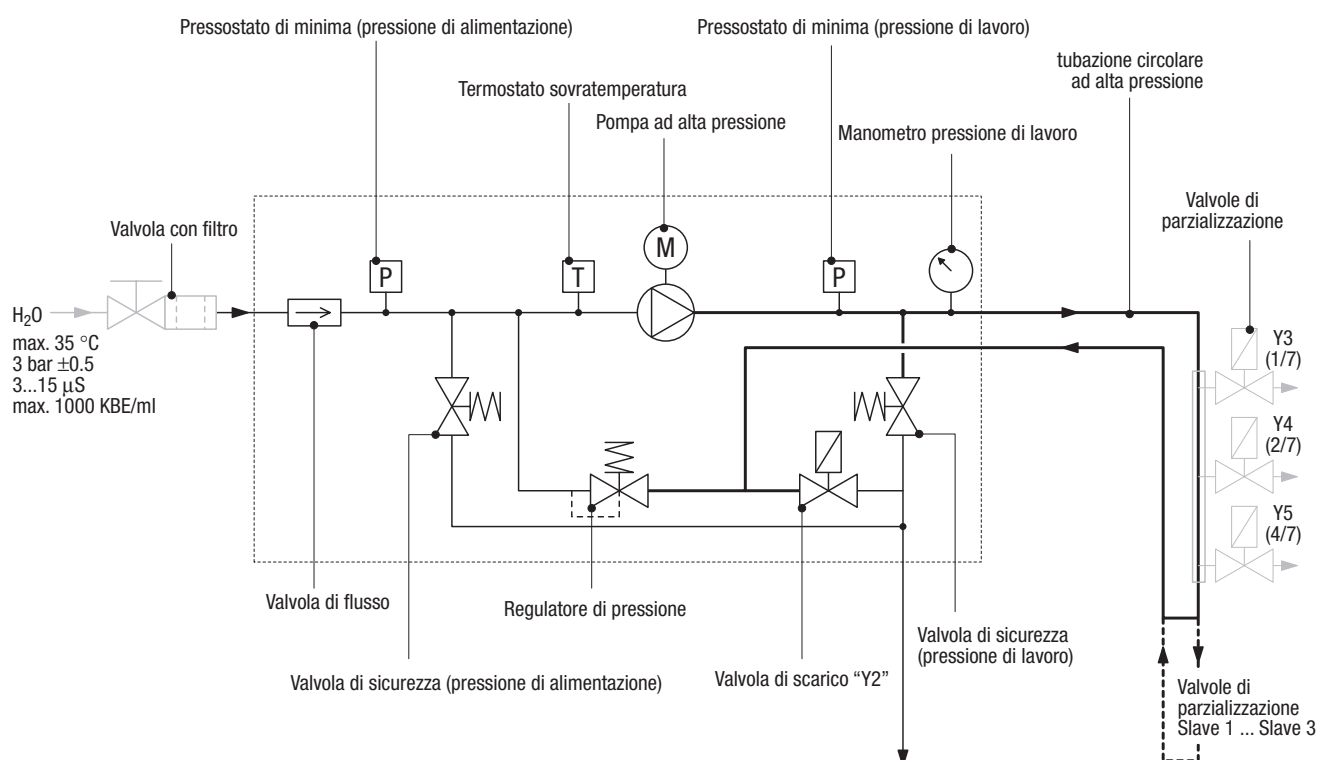 Pressostato di minima (pressione di alimentazione)
Pressostato di minima (pressione di lavoro)
tubazione circolare
ad alta pressione
Termostato sovratemperatura
Pompa ad alta pressione
Manometro pressione di lavoro
Valvole di
parzializzazione
Valvola con filtro
M
P
T
P
H₂O
max. 35 °C
3 bar ±0.5
3...15 µS
max. 1000 KBE/ml
Y3
(1/7)
Y4
(2/7)
Y5
(4/7)
Valvola di flusso
Regulatore di pressione
Valvola di sicurezza
(pressione di lavoro)
Valvola di sicurezza (pressione di alimentazione)
Valvola di scarico “Y2”
Valvole di
parzializzazione
Slave 1 ... Slave 3